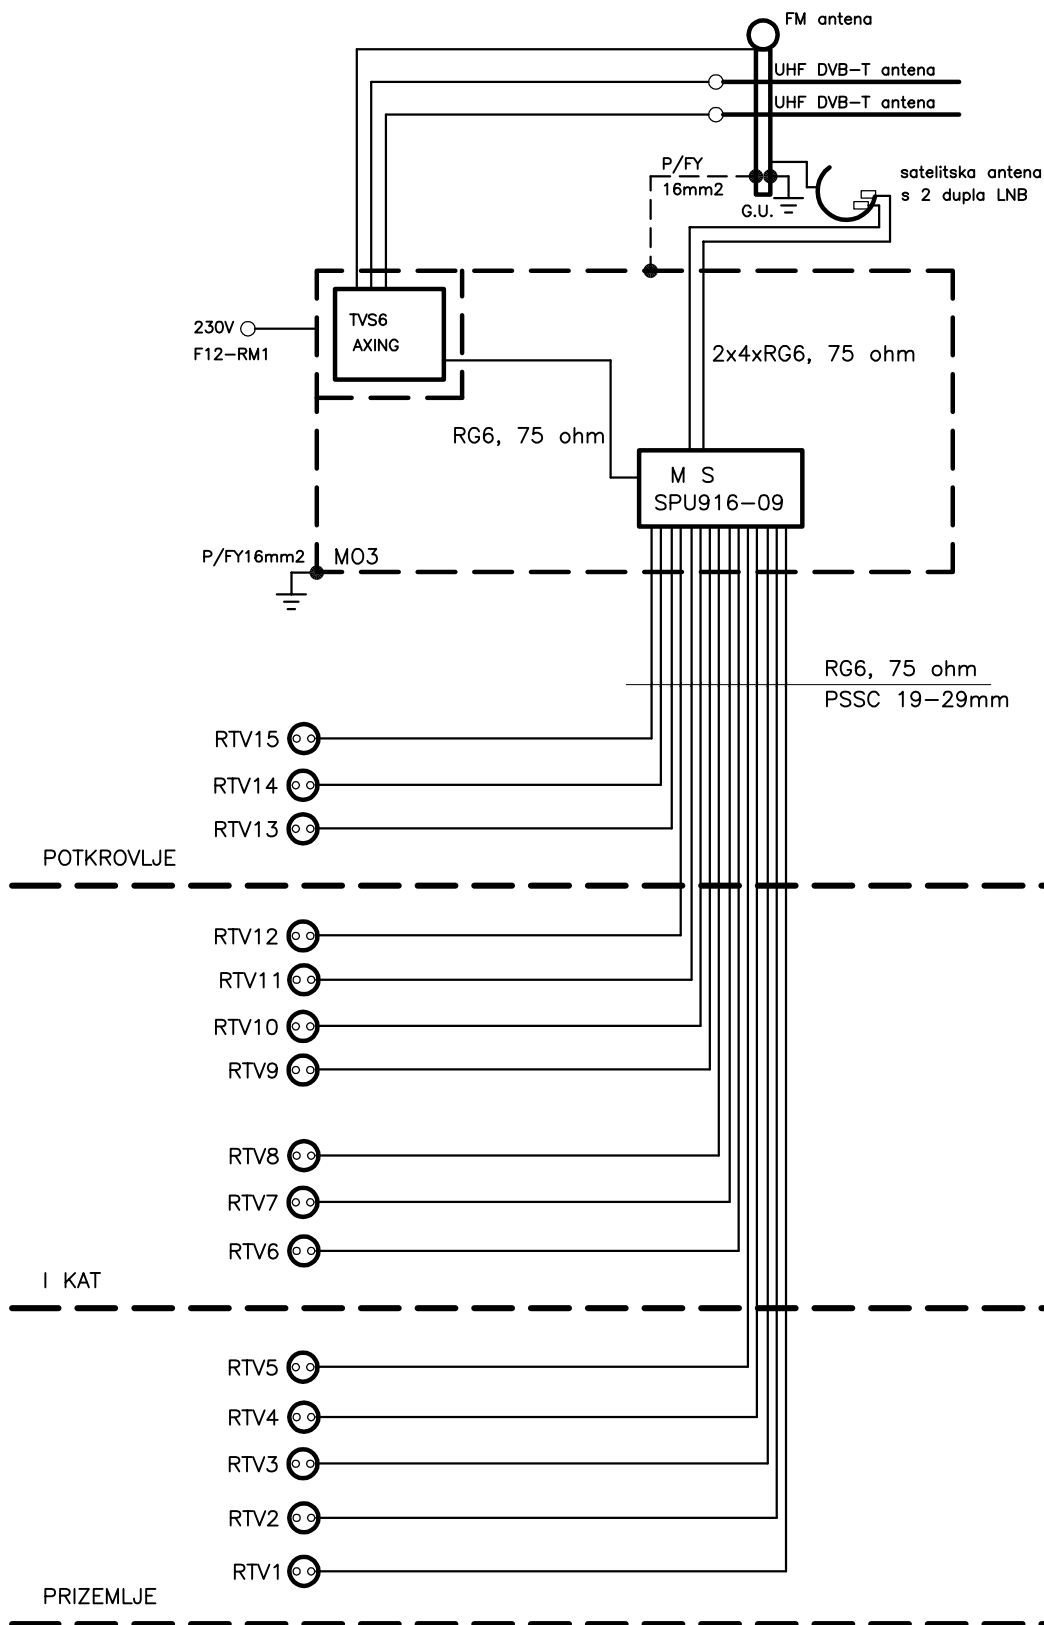 FM antena
UHF DVB-T antena
UHF DVB-T antena
P/FY
16mm2
G.U.
satelitska antena
s 2 dupla LNB
230V
F12-RM1
TVS6
AXING
2x4xRG6, 75 ohm
RG6, 75 ohm
M S
SPU916-09
P/FY16mm2
MO3
RG6, 75 ohm
PSSC 19-29mm
RTV15
RTV14
RTV13
POTKROVLJE
RTV12
RTV11
RTV10
RTV9
RTV8
RTV7
RTV6
I KAT
RTV5
RTV4
RTV3
RTV2
RTV1
PRIZEMLJE